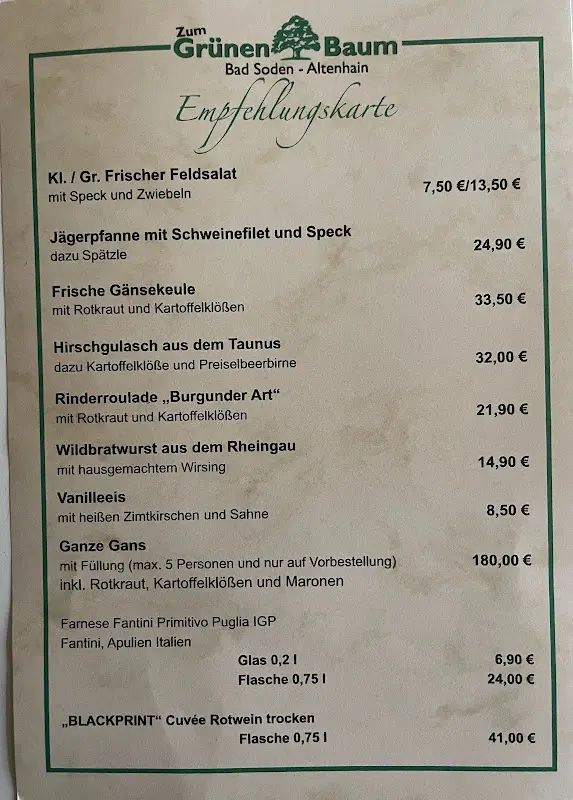 Zum
Grünen Baum
Bad Soden - Altenhain
Empfehlungskarte
Kl. / Gr. Frischer Feldsalat
mit Speck und Zwiebeln
7,50 €/13,50 €
Jägerpfanne mit Schweinefilet und Speck
dazu Spätzle
24,90 €
Frische Gänsekeule
mit Rotkraut und Kartoffelklößen
33,50 €
Hirschgulasch aus dem Taunus
dazu Kartoffelklöße und Preiselbeerbirne
32,00 €
Rinderroulade „Burgunder Art“
mit Rotkraut und Kartoffelklößen
21,90 €
Wildbratwurst aus dem Rheingau
mit hausgemachtem Wirsing
14,90 €
Vanilleeis
mit heißen Zimtkirschen und Sahne
8,50 €
Ganze Gans
mit Füllung (max. 5 Personen und nur auf Vorbestellung)
180,00 €
inkl. Rotkraut, Kartoffelklößen und Maronen
Farnese Fantini Primitivo Puglia IGP
Fantini, Apulien Italien
Glas 0,2 l 6,90 €
Flasche 0,75 l 24,00 €
„BLACKPRINT“ Cuvée Rotwein trocken
Flasche 0,75 l 41,00 €